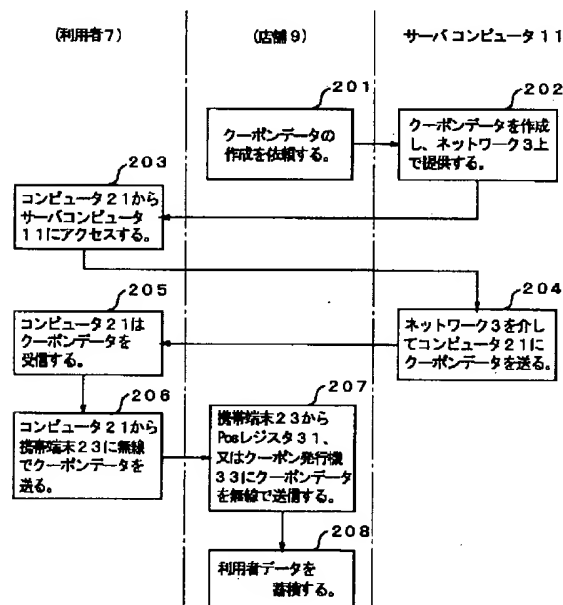 (利用者7)
(店舗9)
サーバコンピュータ11
201
クーポンデータの
作成を依頼する。
202
クーポンデータを作成
し、ネットワーク3上
で提供する。
203
コンピュータ21から
サーバコンピュータ
11にアクセスする。
204
ネットワーク3を介し
てコンピュータ21に
クーポンデータを送る。
205
コンピュータ21は
クーポンデータを
受信する。
206
コンピュータ21から
携帯端末23に無線
でクーポンデータを
送る。
207
携帯端末23から
Posレジスタ31、
又はクーポン発行機
33にクーポンデータ
を無線で送信する。
208
利用者データを
蓄積する。